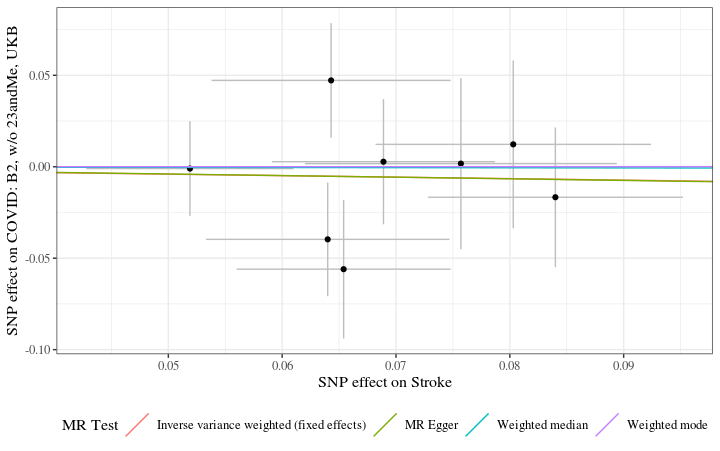 SNP effect on COVID: B2, w/o 23andMe, UKB
0.05
0.00
-0.05
-0.10
0.05 0.06 0.07 0.08 0.09
SNP effect on Stroke
MR Test Inverse variance weighted (fixed effects) MR Egger Weighted median Weighted mode